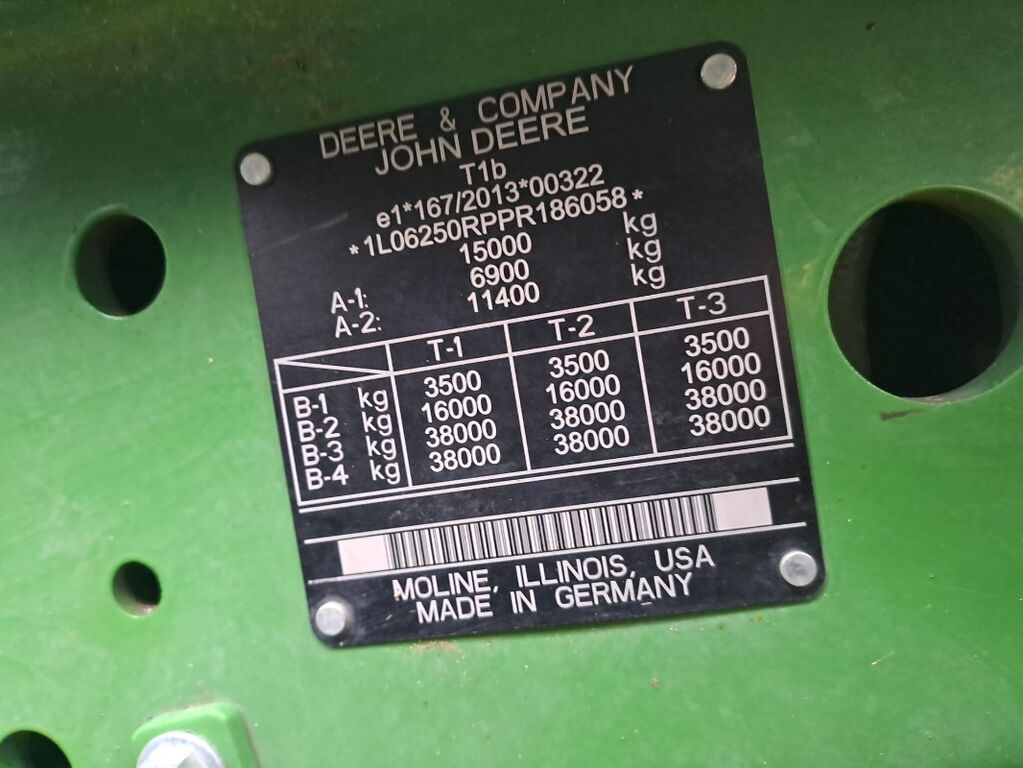 DEERE & COMPANY
JOHN DEERE
T1b
e1*167/2013*00322
*1L06250RPPR186058*
15000 kg
A-1: 6900 kg
A-2: 11400 kg
T-1 T-2 T-3
B-1 kg 3500 3500 3500
B-2 kg 16000 16000 16000
B-3 kg 38000 38000 38000
B-4 kg 38000 38000 38000
MOLINE, ILLINOIS, USA
MADE IN GERMANY